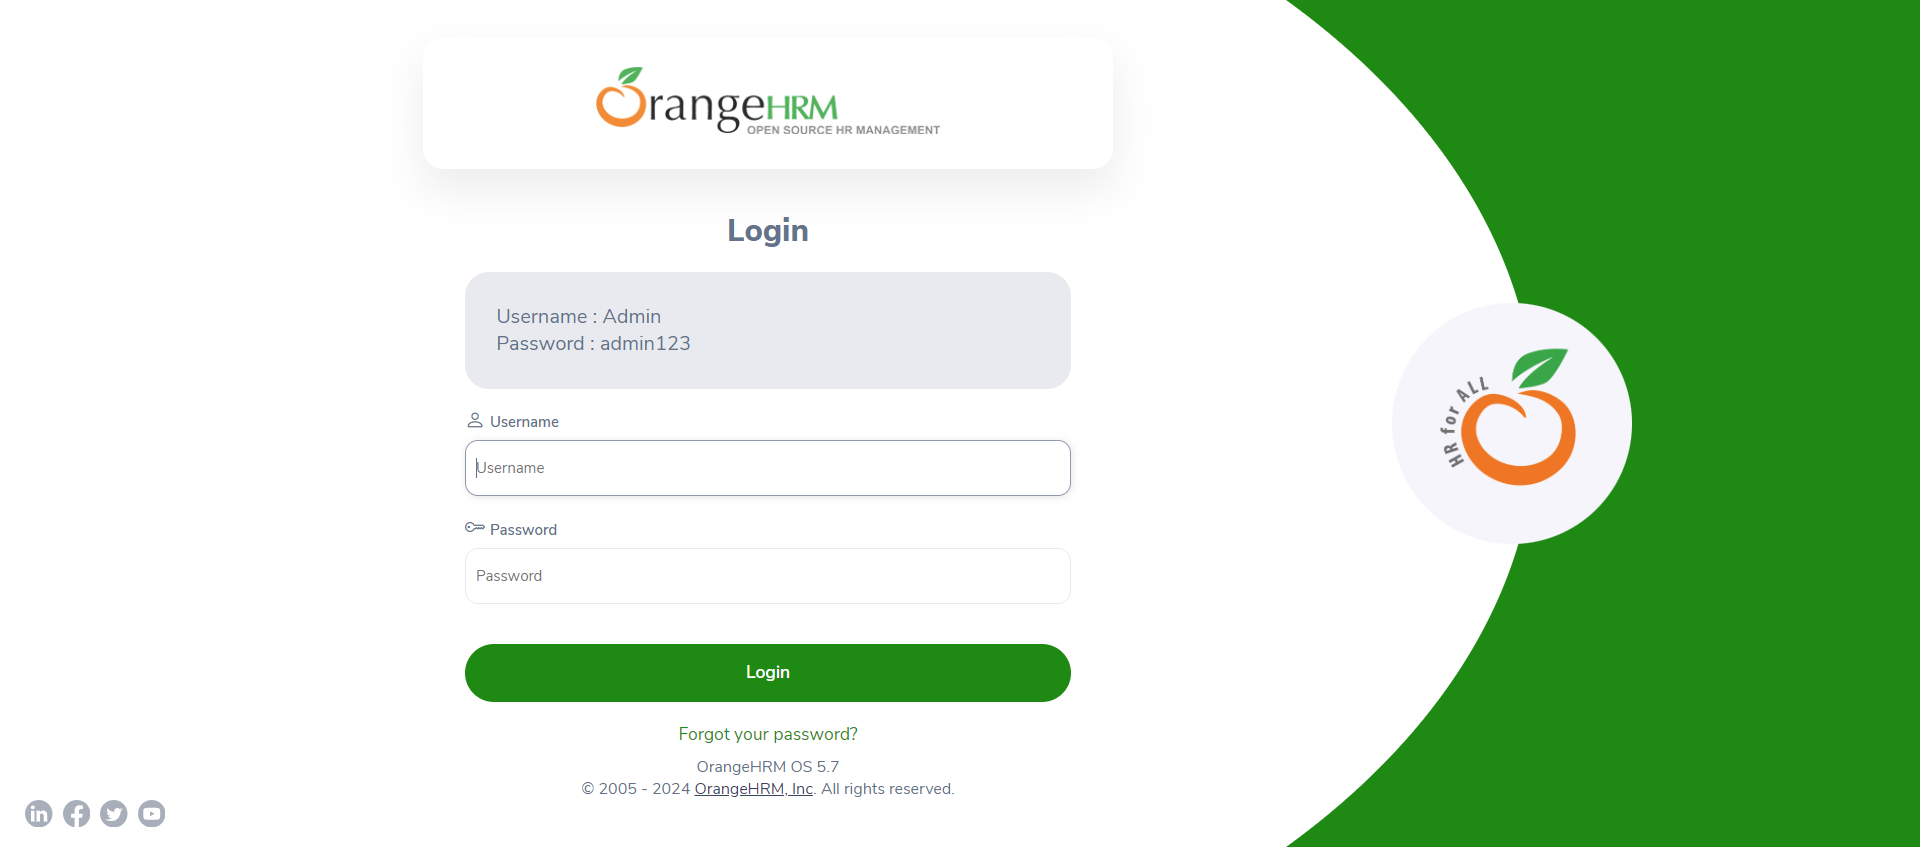 OrangeHRM
OPEN SOURCE HR MANAGEMENT
Login
Username : Admin
Password : admin123
Username
Username
Password
Password
Login
Forgot your password?
OrangeHRM OS 5.7
© 2005 - 2024 OrangeHRM, Inc. All rights reserved.
HR for ALL